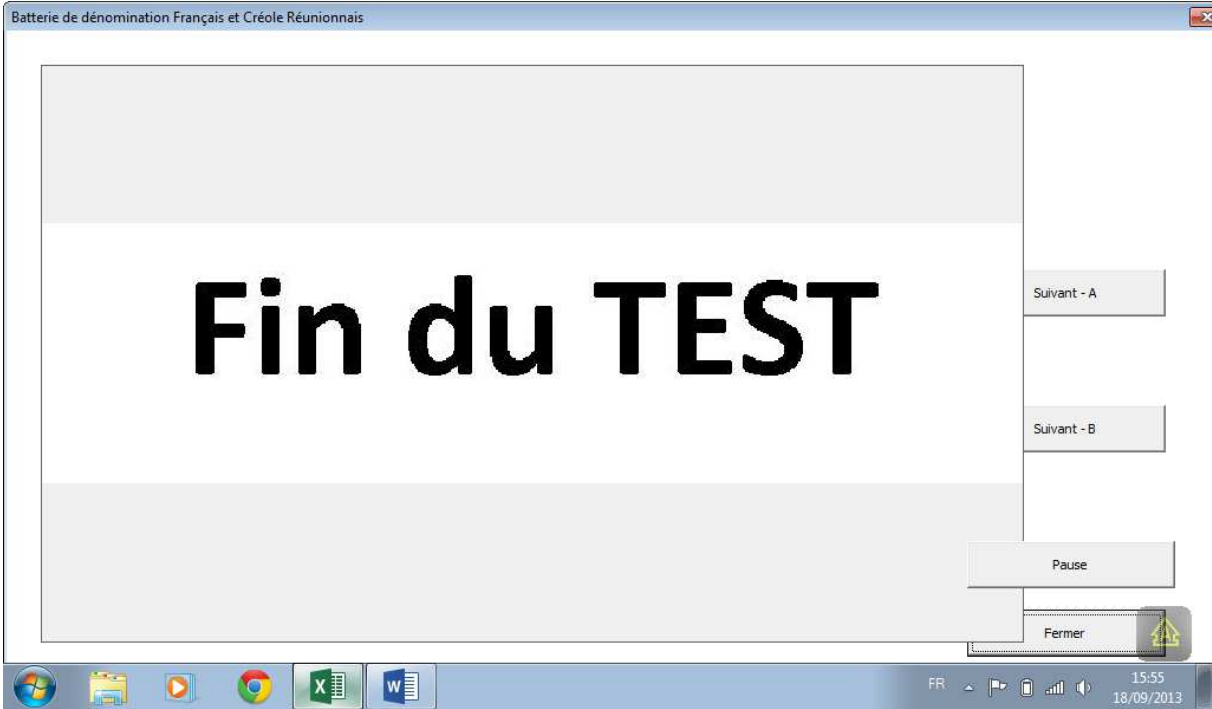 Batterie de dénomination Français et Créole Réunionnais
Fin du TEST
Suivant - A
Suivant - B
Pause
Fermer
FR
15:55
18/09/2013